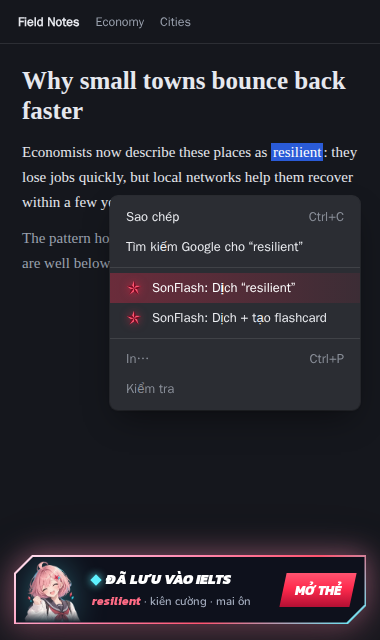 Field Notes Economy Cities
Why small towns bounce back
faster
Economists now describe these places as resilient: they
lose jobs quickly, but local networks help them recover
within a few
The pattern
are well below
Sao chép Ctrl+C
Tìm kiếm Google cho “resilient”
SonFlash: Dịch “resilient”
SonFlash: Dịch + tạo flashcard
In··· Ctrl+P
Kiểm tra
ĐÃ LƯU VÀO IELTS
resilient · kiên cường · mai ôn
MỞ THẺ